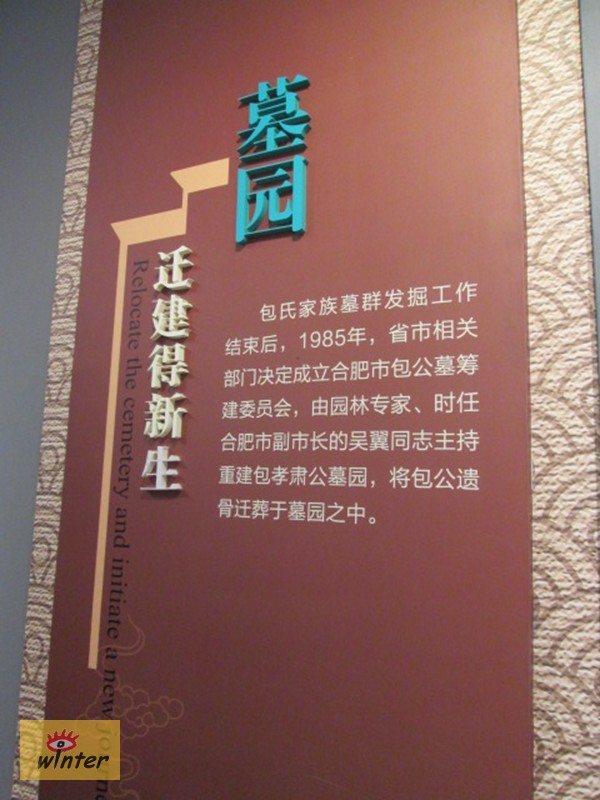 墓园
迁建得新生
Relocate the cemetery and initiate a new
包氏家族墓群发掘工作
结束后，1985年，省市相关
部门决定成立合肥市包公墓筹
建委员会，由园林专家、时任
合肥市副市长的吴翼同志主持
重建包孝肃公墓园，将包公遗
骨迁葬于墓园之中。
winter